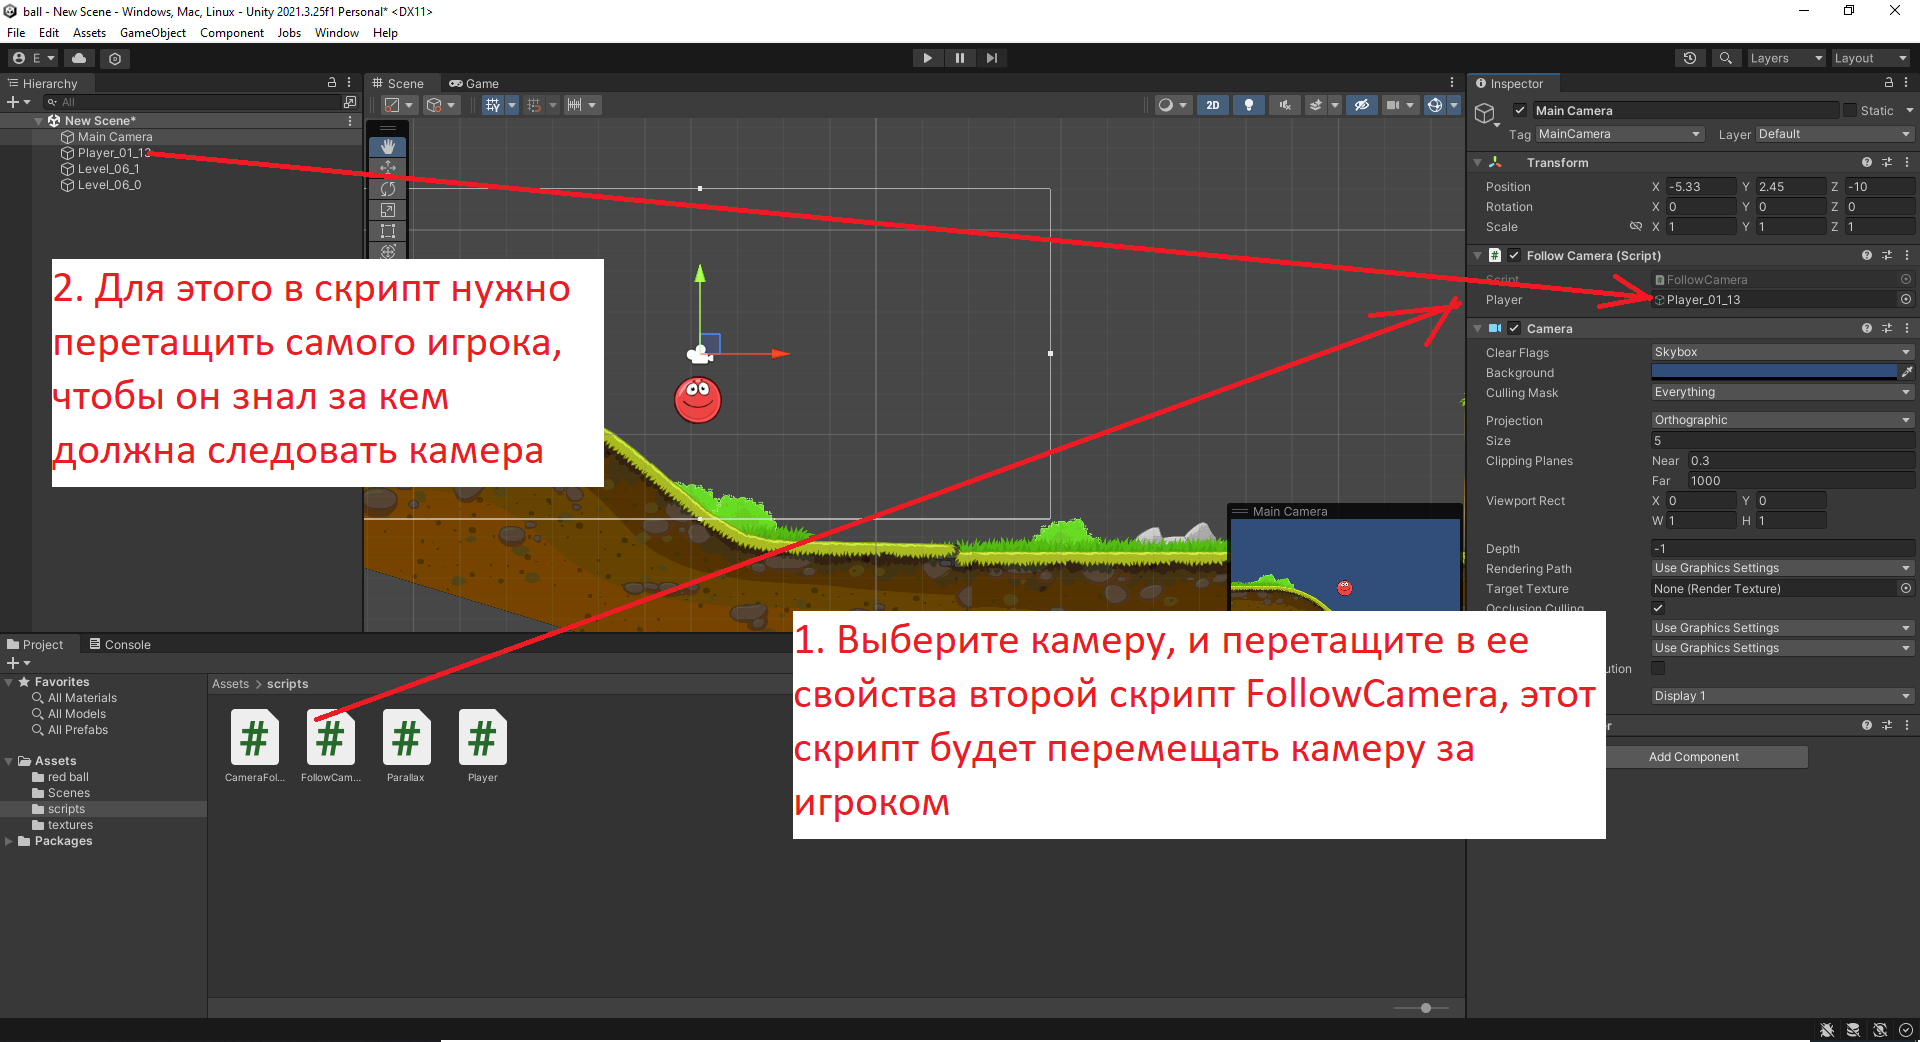 ball - New Scene - Windows, Mac, Linux - Unity 2021.3.25f1 Personal* <DX11>
File Edit Assets GameObject Component Jobs Window Help
E
Layers
Layout
Hierarchy
All
New Scene*
Main Camera
Player_01_13
Level_06_1
Level_06_0
Scene
Game
2D
2. Для этого в скрипт нужно
перетащить самого игрока,
чтобы он знал за кем
должна следовать камера
Main Camera
1. Выберите камеру, и перетащите в ее
свойства второй скрипт FollowCamera, этот
скрипт будет перемещать камеру за
игроком
Inspector
Main Camera
Static
Tag MainCamera
Layer Default
Transform
Position X -5.33 Y 2.45 Z -10
Rotation X 0 Y 0 Z 0
Scale X 1 Y 1 Z 1
Follow Camera (Script)
Script FollowCamera
Player Player_01_13
Camera
Clear Flags Skybox
Background
Culling Mask Everything
Projection Orthographic
Size 5
Clipping Planes Near 0.3
Far 1000
Viewport Rect X 0 Y 0
W 1 H 1
Depth -1
Rendering Path Use Graphics Settings
Target Texture None (Render Texture)
Occlusion Culling
Use Graphics Settings
Use Graphics Settings
ution
Display 1
r
Add Component
Project
Console
Favorites
All Materials
All Models
All Prefabs
Assets
red ball
Scenes
scripts
textures
Packages
Assets > scripts
CameraFol...
FollowCam...
Parallax
Player